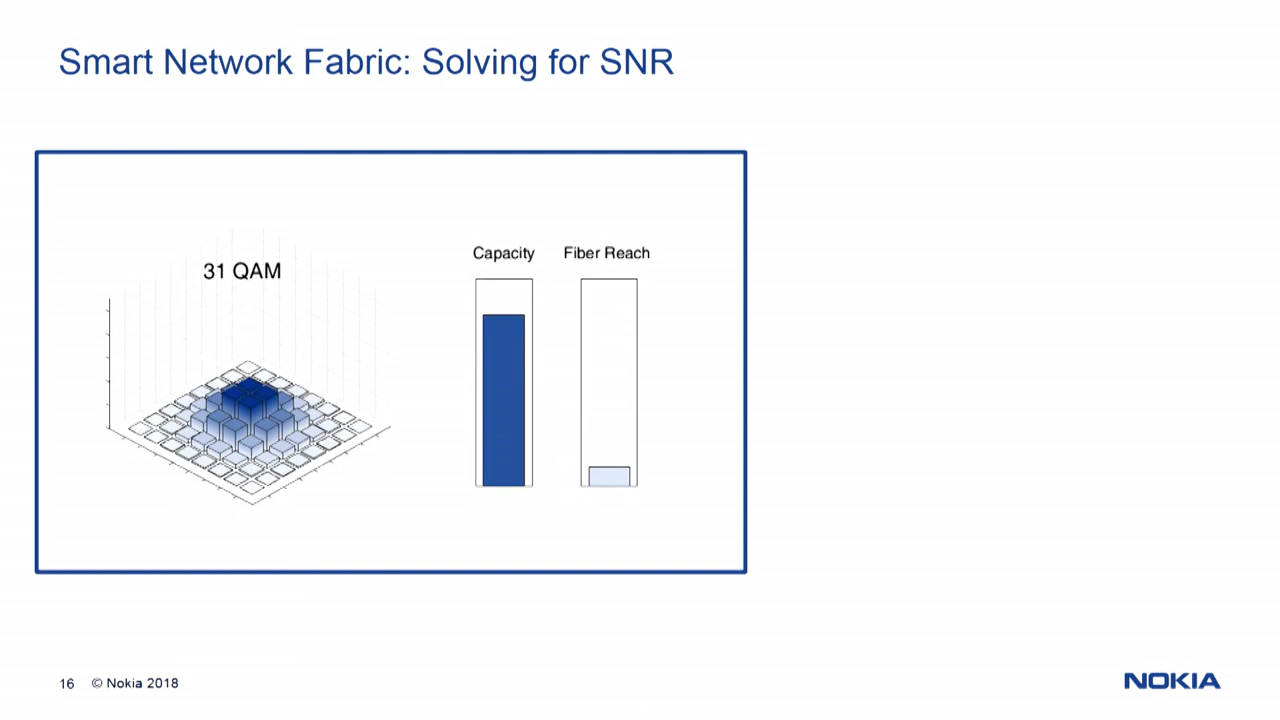 Smart Network Fabric: Solving for SNR
31 QAM
Capacity
Fiber Reach
16
© Nokia 2018
NOKIA